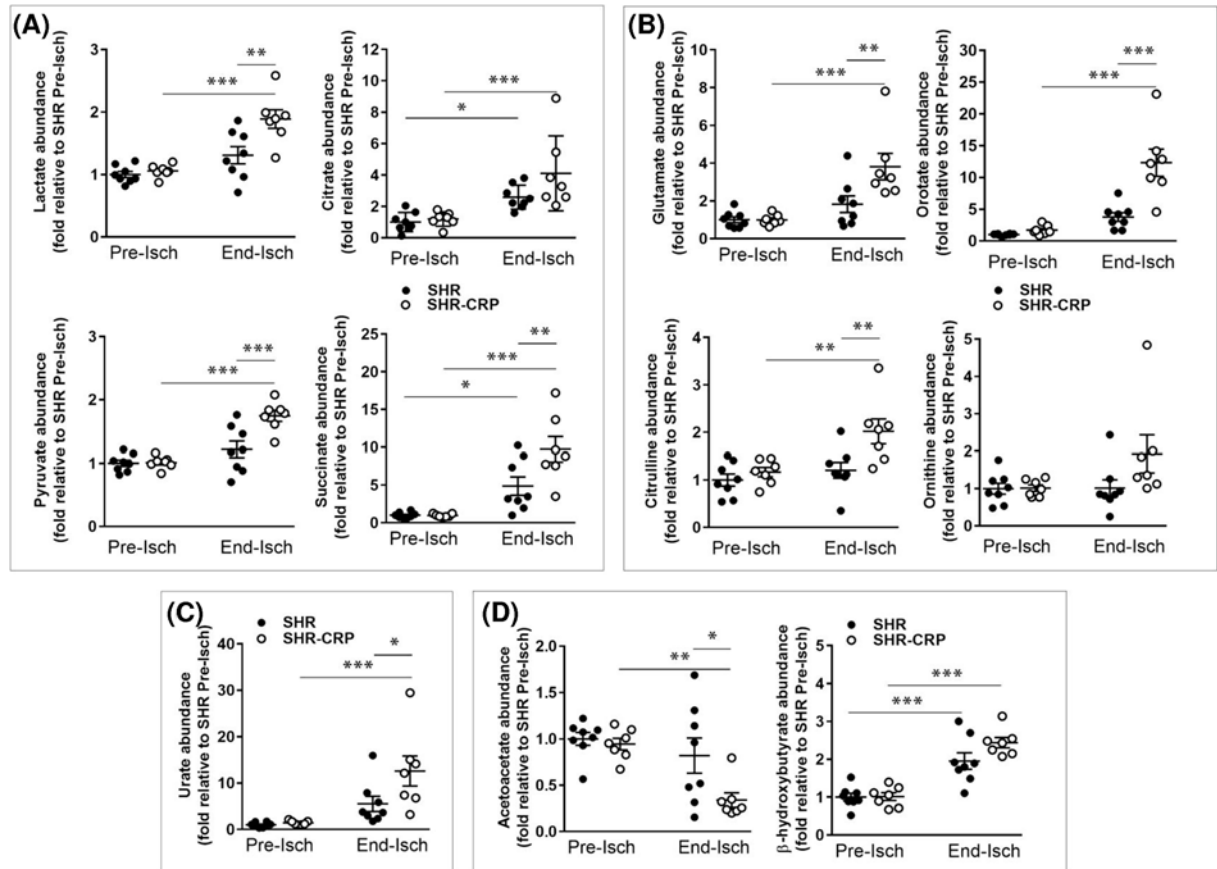 (A)
Lactate abundance
(fold relative to SHR Pre-Isch)
3
2
1
0
**
***
Pre-Isch End-Isch
Citrate abundance
(fold relative to SHR Pre-Isch)
12
10
8
6
4
2
0
***
*
Pre-Isch End-Isch
Pyruvate abundance
(fold relative to SHR Pre-Isch)
3
2
1
0
***
***
Pre-Isch End-Isch
SHR
SHR-CRP
Succinate abundance
(fold relative to SHR Pre-Isch)
25
20
15
10
5
0
**
***
*
Pre-Isch End-Isch
(B)
Glutamate abundance
(fold relative to SHR Pre-Isch)
10
8
6
4
2
0
**
***
Pre-Isch End-Isch
Orotate abundance
(fold relative to SHR Pre-Isch)
30
25
20
15
10
5
0
***
***
Pre-Isch End-Isch
Citrulline abundance
(fold relative to SHR Pre-Isch)
4
3
2
1
0
**
**
Pre-Isch End-Isch
SHR
SHR-CRP
Ornithine abundance
(fold relative to SHR Pre-Isch)
5
4
3
2
1
0
Pre-Isch End-Isch
(C)
SHR
SHR-CRP
Urate abundance
(fold relative to SHR Pre-Isch)
40
30
20
10
0
*
***
Pre-Isch End-Isch
(D)
Acetoacetate abundance
(fold relative to SHR Pre-Isch)
2.0
1.5
1.0
0.5
0.0
*
**
Pre-Isch End-Isch
SHR
SHR-CRP
β-hydroxybutyrate abundance
(fold relative to SHR Pre-Isch)
5
4
3
2
1
0
***
***
Pre-Isch End-Isch